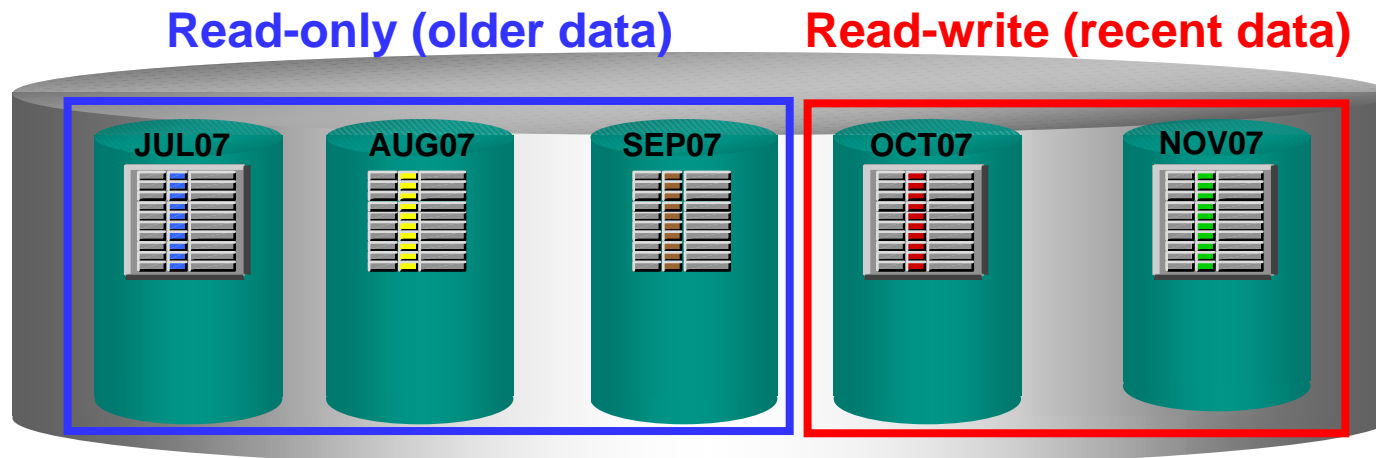 Read-only (older data) Read-write (recent data)
JUL07 AUG07 SEP07 OCT07 NOV07